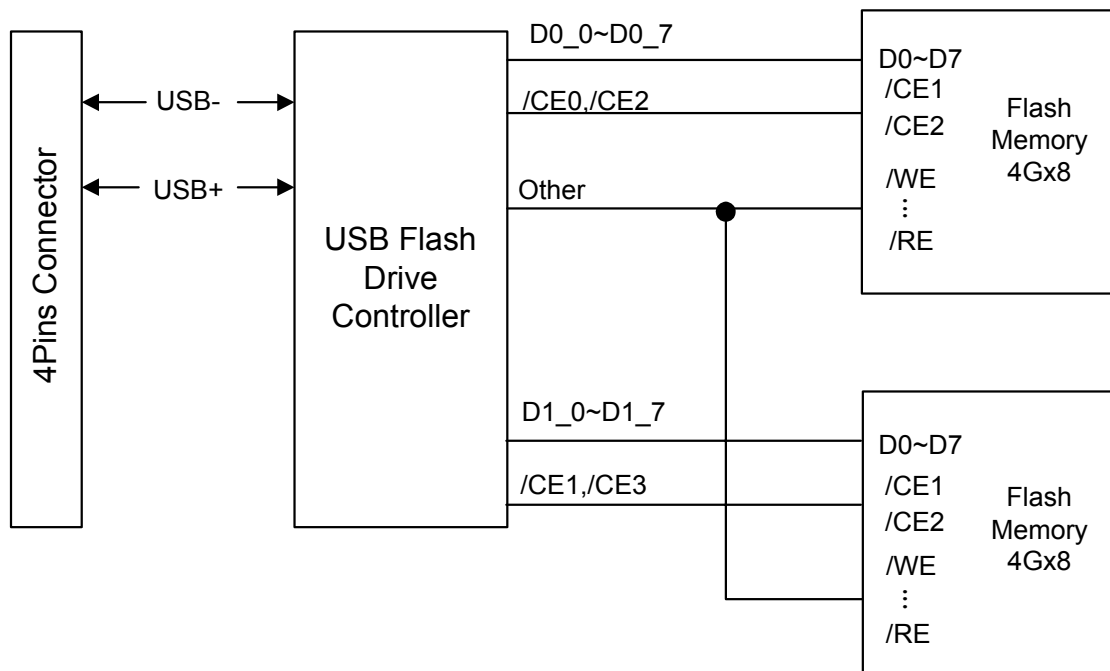 4Pins Connector
USB-
USB+
USB Flash
Drive
Controller
D0_0~D0_7
/CE0,/CE2
Other
D0~D7
/CE1
/CE2
/WE
⋮
/RE
Flash
Memory
4Gx8
D1_0~D1_7
/CE1,/CE3
D0~D7
/CE1
/CE2
/WE
⋮
/RE
Flash
Memory
4Gx8